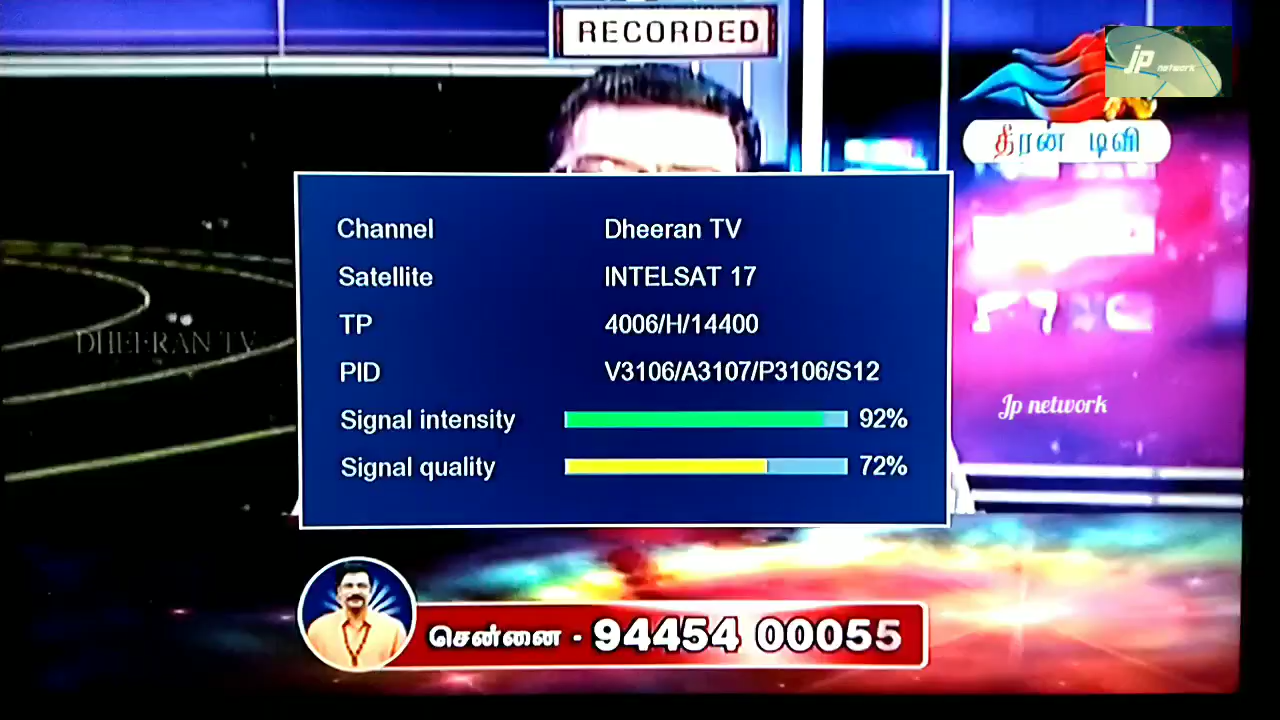 RECORDED
jp network
தீரன் டிவி
Channel Dheeran TV
Satellite INTELSAT 17
TP 4006/H/14400
DHEERAN TV
PID V3106/A3107/P3106/S12
Jp network
Signal intensity 92%
Signal quality 72%
சென்னை - 94454 00055